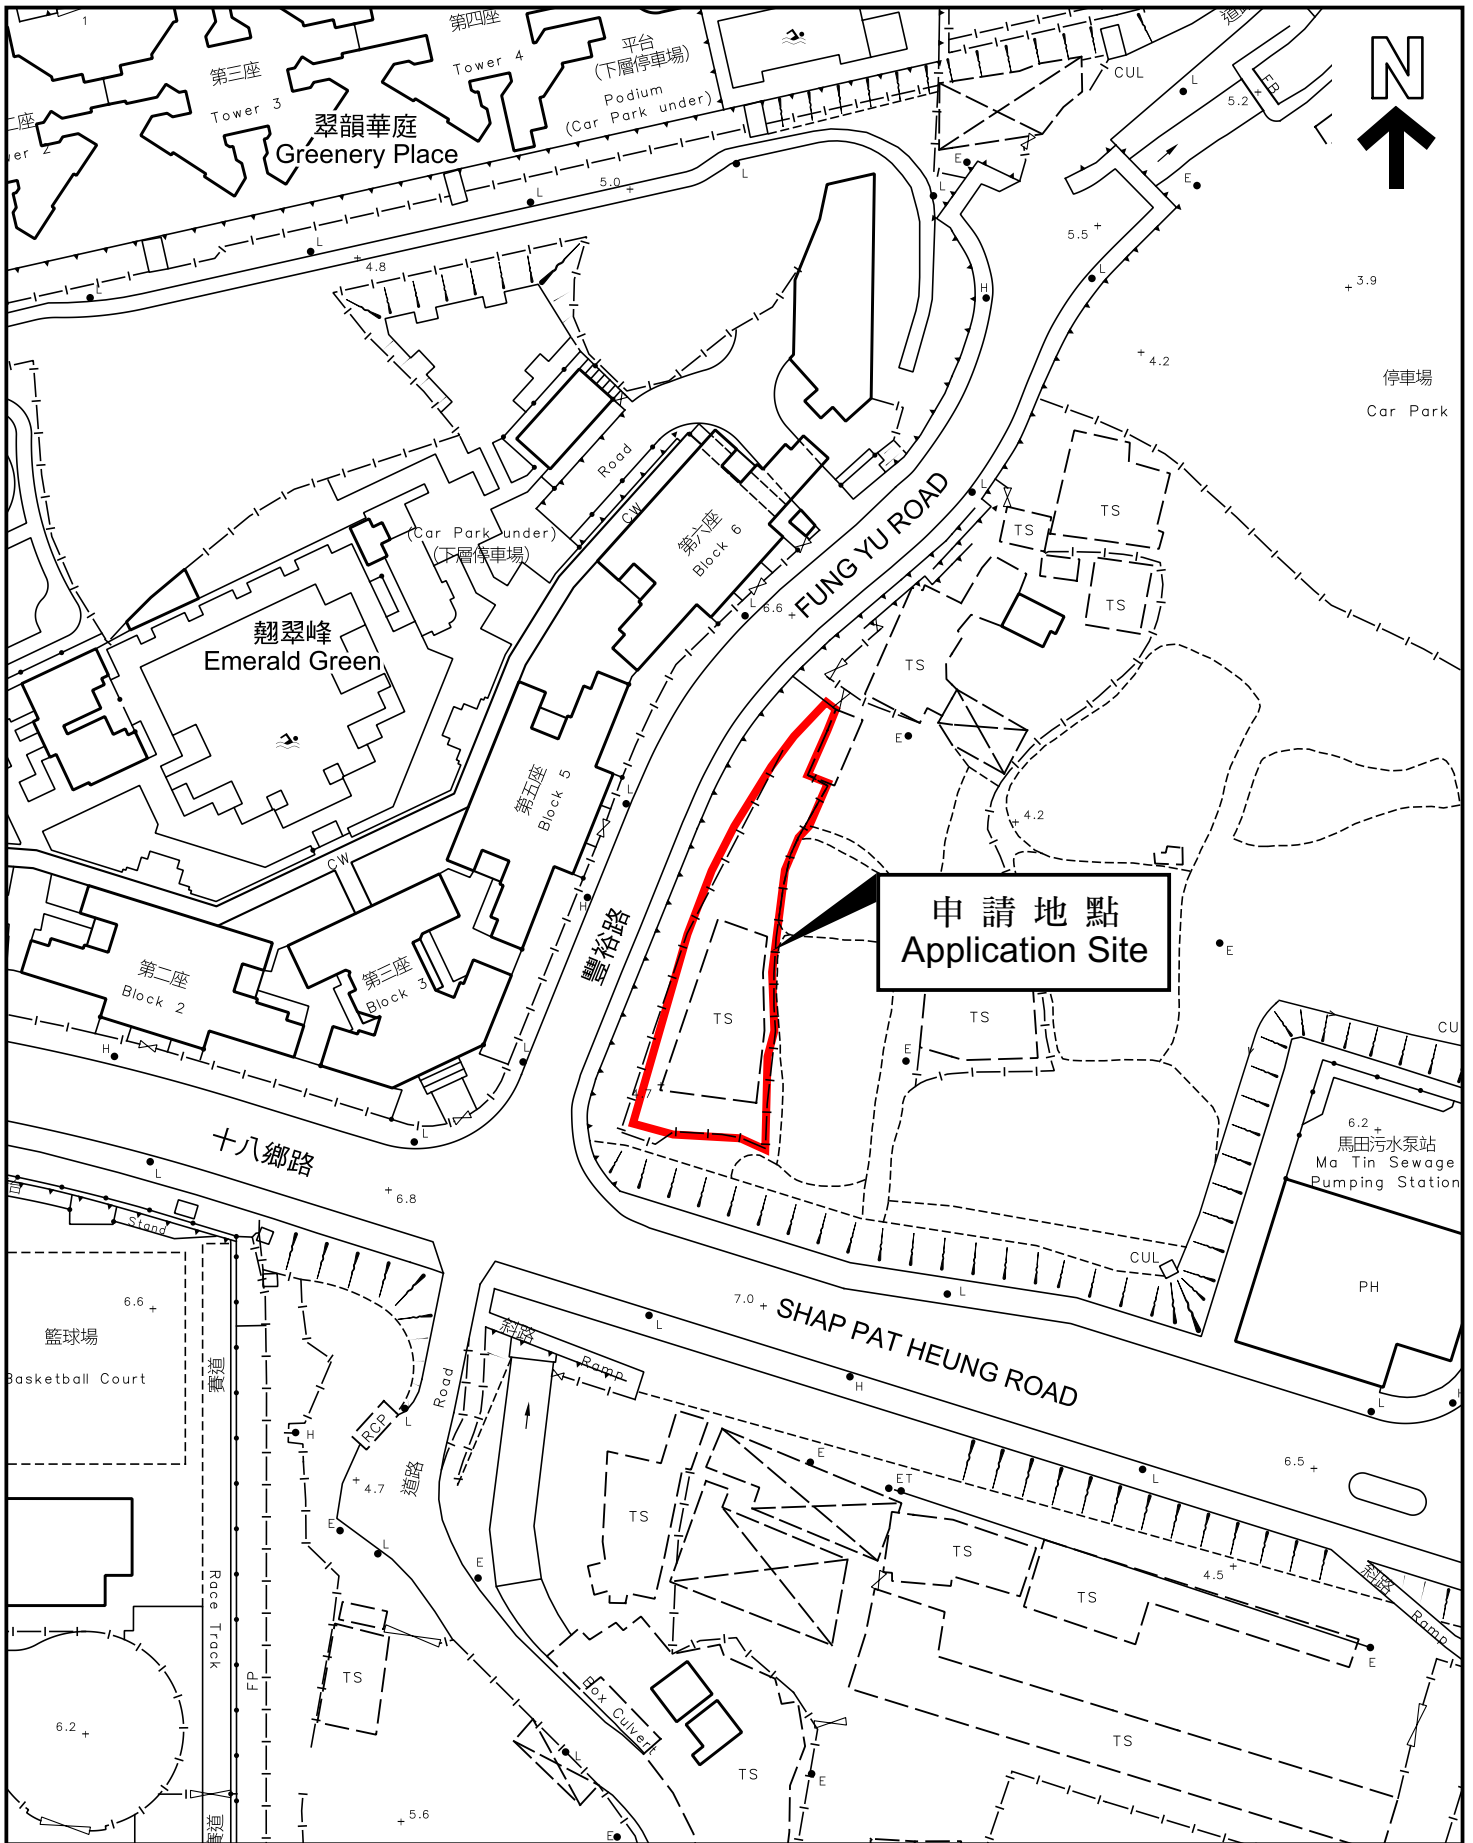 1
第三座
Tower 3
第四座
Tower 4
平台
(下層停車場)
Podium
(Car Park under)
翠韻華庭
Greenery Place
CUL
L
5.2
FB
N
E
E
L
L
L
L
L
5.0
4.8
5.5
L
H
3.9
4.2
停車場
Car Park
Road
CW
(Car Park under)
(下層停車場)
第六座
Block 6
L
6.6
FUNG YU ROAD
L
TS
TS
TS
TS
翹翠峰
Emerald Green
第五座
Block 5
L
E
4.2
CW
H
豐裕路
申請地點
Application Site
E
第二座
Block 2
第三座
Block 3
TS
TS
E
H
L
L
十八鄉路
L
6.8
Stand
6.2
馬田污水泵站
Ma Tin Sewage
Pumping Station
CUL
PH
6.6
籃球場
Basketball Court
賽道
Race Track
FP
7.0
SHAP PAT HEUNG ROAD
L
L
H
L
斜路
Ramp
Road
道路
RCP
L
H
4.7
E
L
E
E
ET
L
6.5
TS
TS
TS
4.5
斜路
Ramp
E
TS
Box Culvert
TS
TS
6.2
L
E
5.6
E
賽道